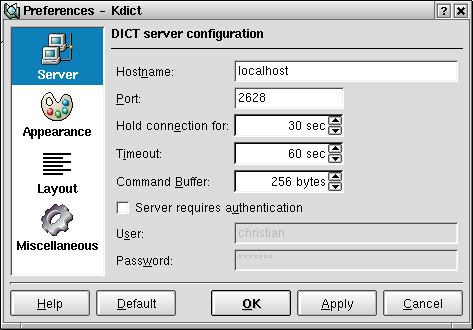 Preferences - Kdict
? X
DICT server configuration
Server
Appearance
Layout
Miscellaneous
Hostname: localhost
Port: 2628
Hold connection for: 30 sec
Timeout: 60 sec
Command Buffer: 256 bytes
Server requires authentication
User: christian
Password: *******
Help Default OK Apply Cancel